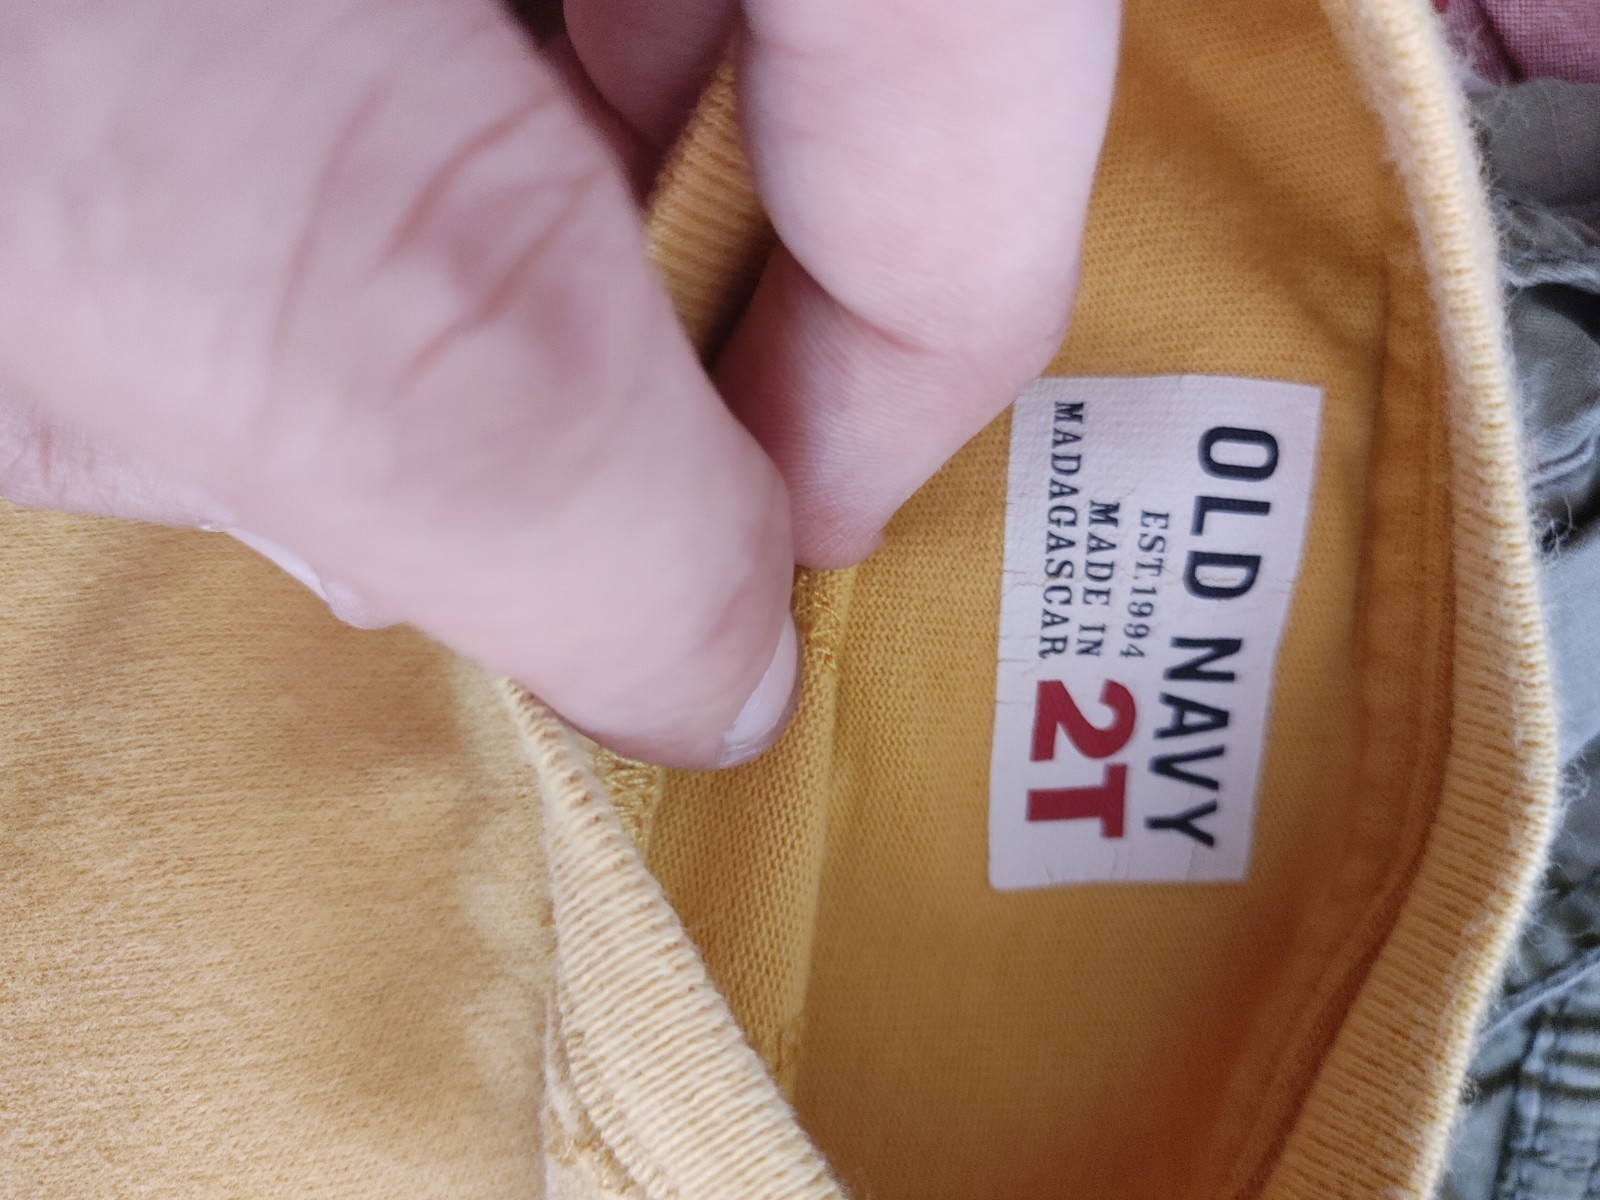 OLD NAVY
EST.1994
MADE IN
MADAGASCAR
2T